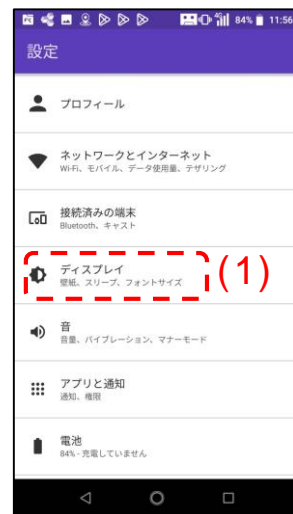 84% 11:56
設定
プロフィール
ネットワークとインターネット
Wi-Fi、モバイル、データ使用量、テザリング
接続済みの端末
Bluetooth、キャスト
ディスプレイ
壁紙、スリープ、フォントサイズ
(1)
音
音量、バイブレーション、マナーモード
アプリと通知
通知、権限
電池
84% - 充電していません